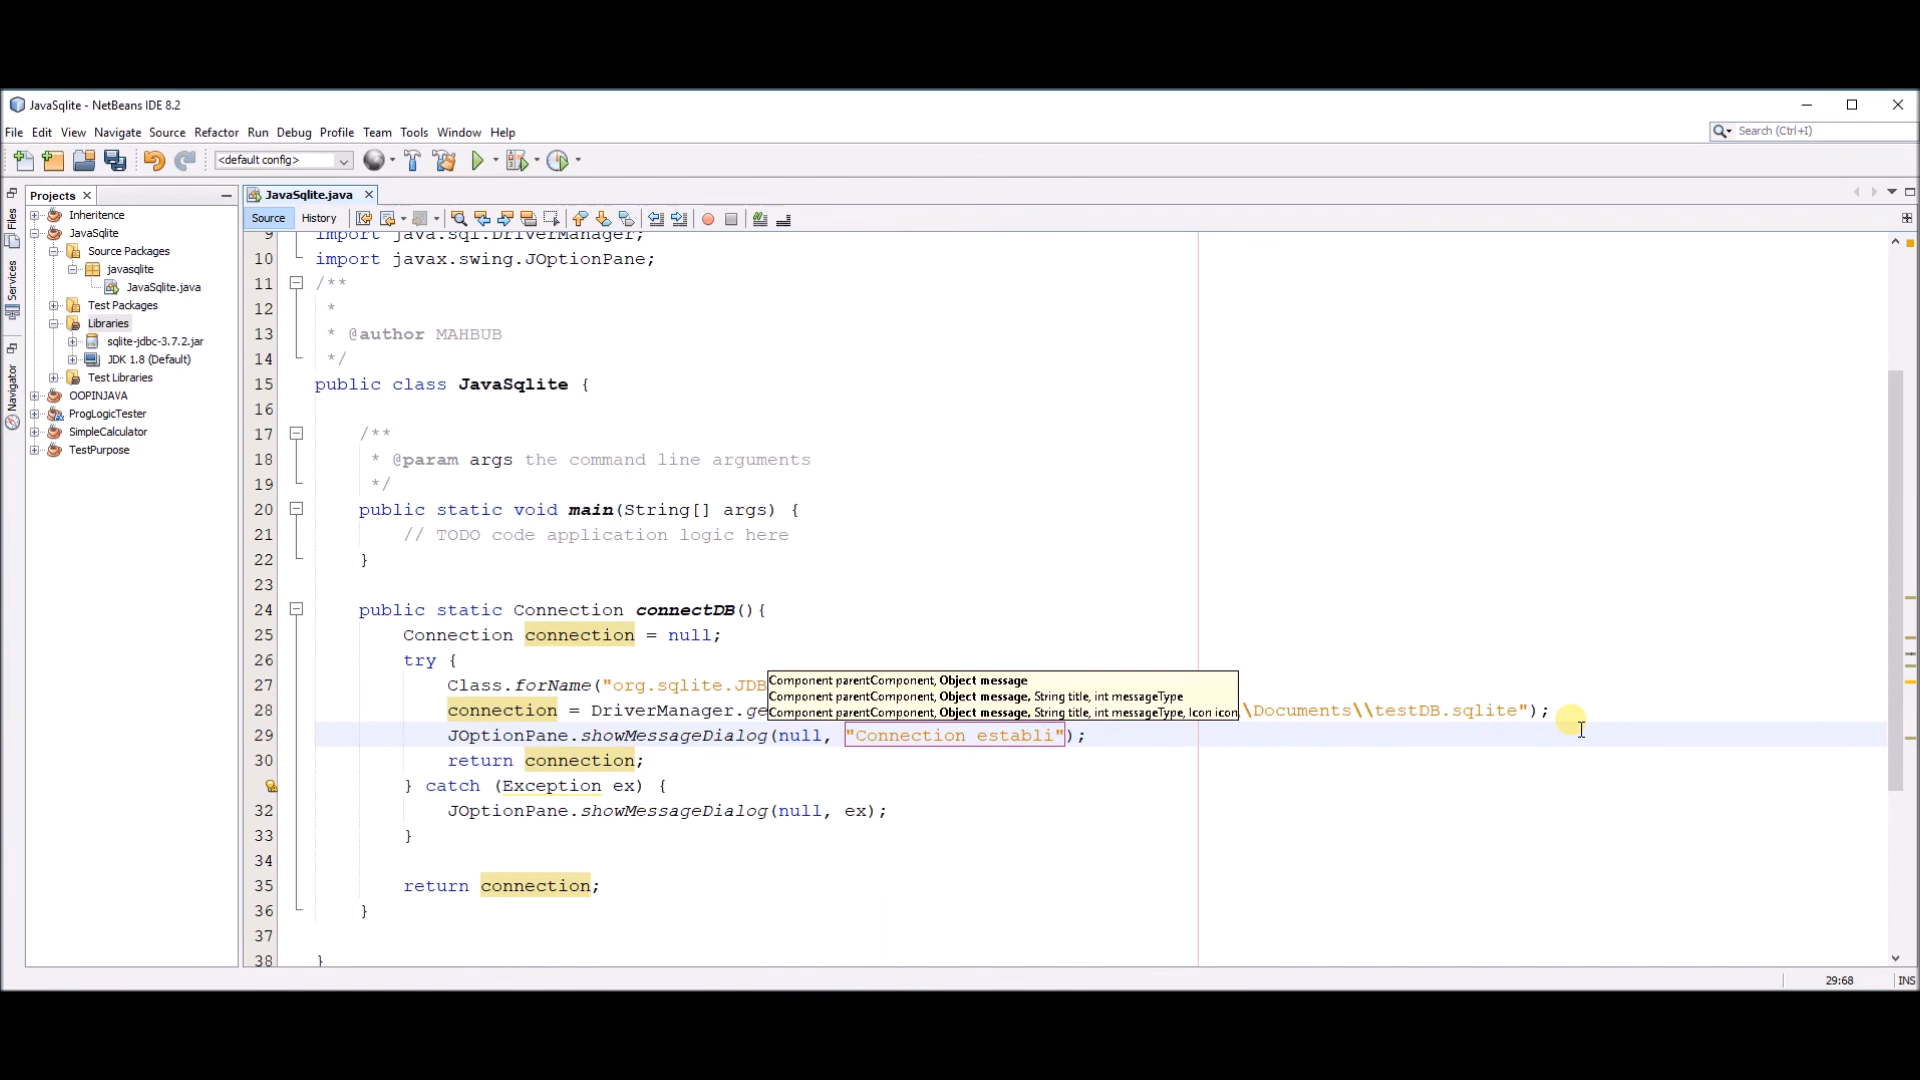 JavaSqlite - NetBeans IDE 8.2
File Edit View Navigate Source Refactor Run Debug Profile Team Tools Window Help
Search (Ctrl+I)
<default config>
Projects
JavaSqlite.java
Files
Services
Navigator
Inheritence
JavaSqlite
Source Packages
javasqlite
JavaSqlite.java
Test Packages
Libraries
sqlite-jdbc-3.7.2.jar
JDK 1.8 (Default)
Test Libraries
OOPINJAVA
ProgLogicTester
SimpleCalculator
TestPurpose
Source History
9 import java.sql.DriverManager;
10 import javax.swing.JOptionPane;
11 /**
12 *
13 * @author MAHBUB
14 */
15 public class JavaSqlite {
16
17 /**
18 * @param args the command line arguments
19 */
20 public static void main(String[] args) {
21 // TODO code application logic here
22 }
23
24 public static Connection connectDB(){
25 Connection connection = null;
26 try {
27 Class.forName("org.sqlite.JDB
Component parentComponent, Object message
Component parentComponent, Object message, String title, int messageType
Component parentComponent, Object message, String title, int messageType, Icon icon
28 connection = DriverManager.ge \Documents\\testDB.sqlite");
29 JOptionPane.showMessageDialog(null, "Connection establi");
30 return connection;
} catch (Exception ex) {
32 JOptionPane.showMessageDialog(null, ex);
33 }
34
35 return connection;
36 }
37
38 }
29:68 INS